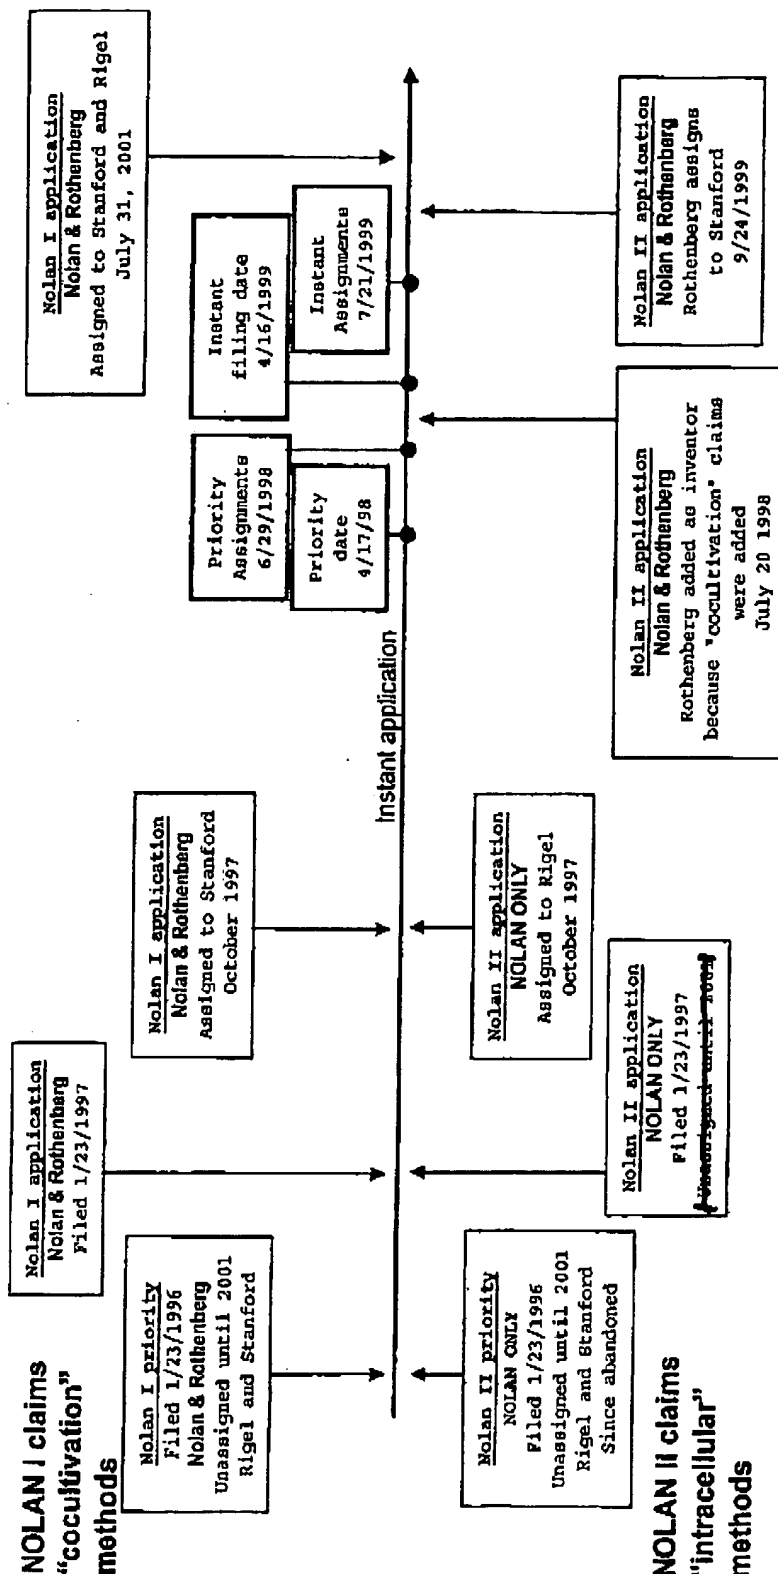 NOLAN I claims
"cocultivation"
methods
Nolan I priority
Filed 1/23/1996
Nolan & Rothenberg
Unassigned until 2001
Rigel and Stanford
Nolan I application
Nolan & Rothenberg
Filed 1/23/1997
Nolan I application
Nolan & Rothenberg
Assigned to Stanford
October 1997
Priority
Assignments
6/29/1998
Priority
date
4/17/98
Instant
filing date
4/16/1999
Instant
Assignments
7/21/1999
Nolan I application
Nolan & Rothenberg
Assigned to Stanford and Rigel
July 31, 2001
Instant application
NOLAN II claims
"intracellular"
methods
Nolan II priority
NOLAN ONLY
Filed 1/23/1996
Unassigned until 2001
Rigel and Stanford
Since abandoned
Nolan II application
NOLAN ONLY
Filed 1/23/1997
Unassigned until 2001
Nolan II application
NOLAN ONLY
Assigned to Rigel
October 1997
Nolan II application
Nolan & Rothenberg
Rothenberg added as inventor
because "cocultivation" claims
were added
July 20 1998
Nolan II application
Nolan & Rothenberg
Rothenberg assigns
to Stanford
9/24/1999